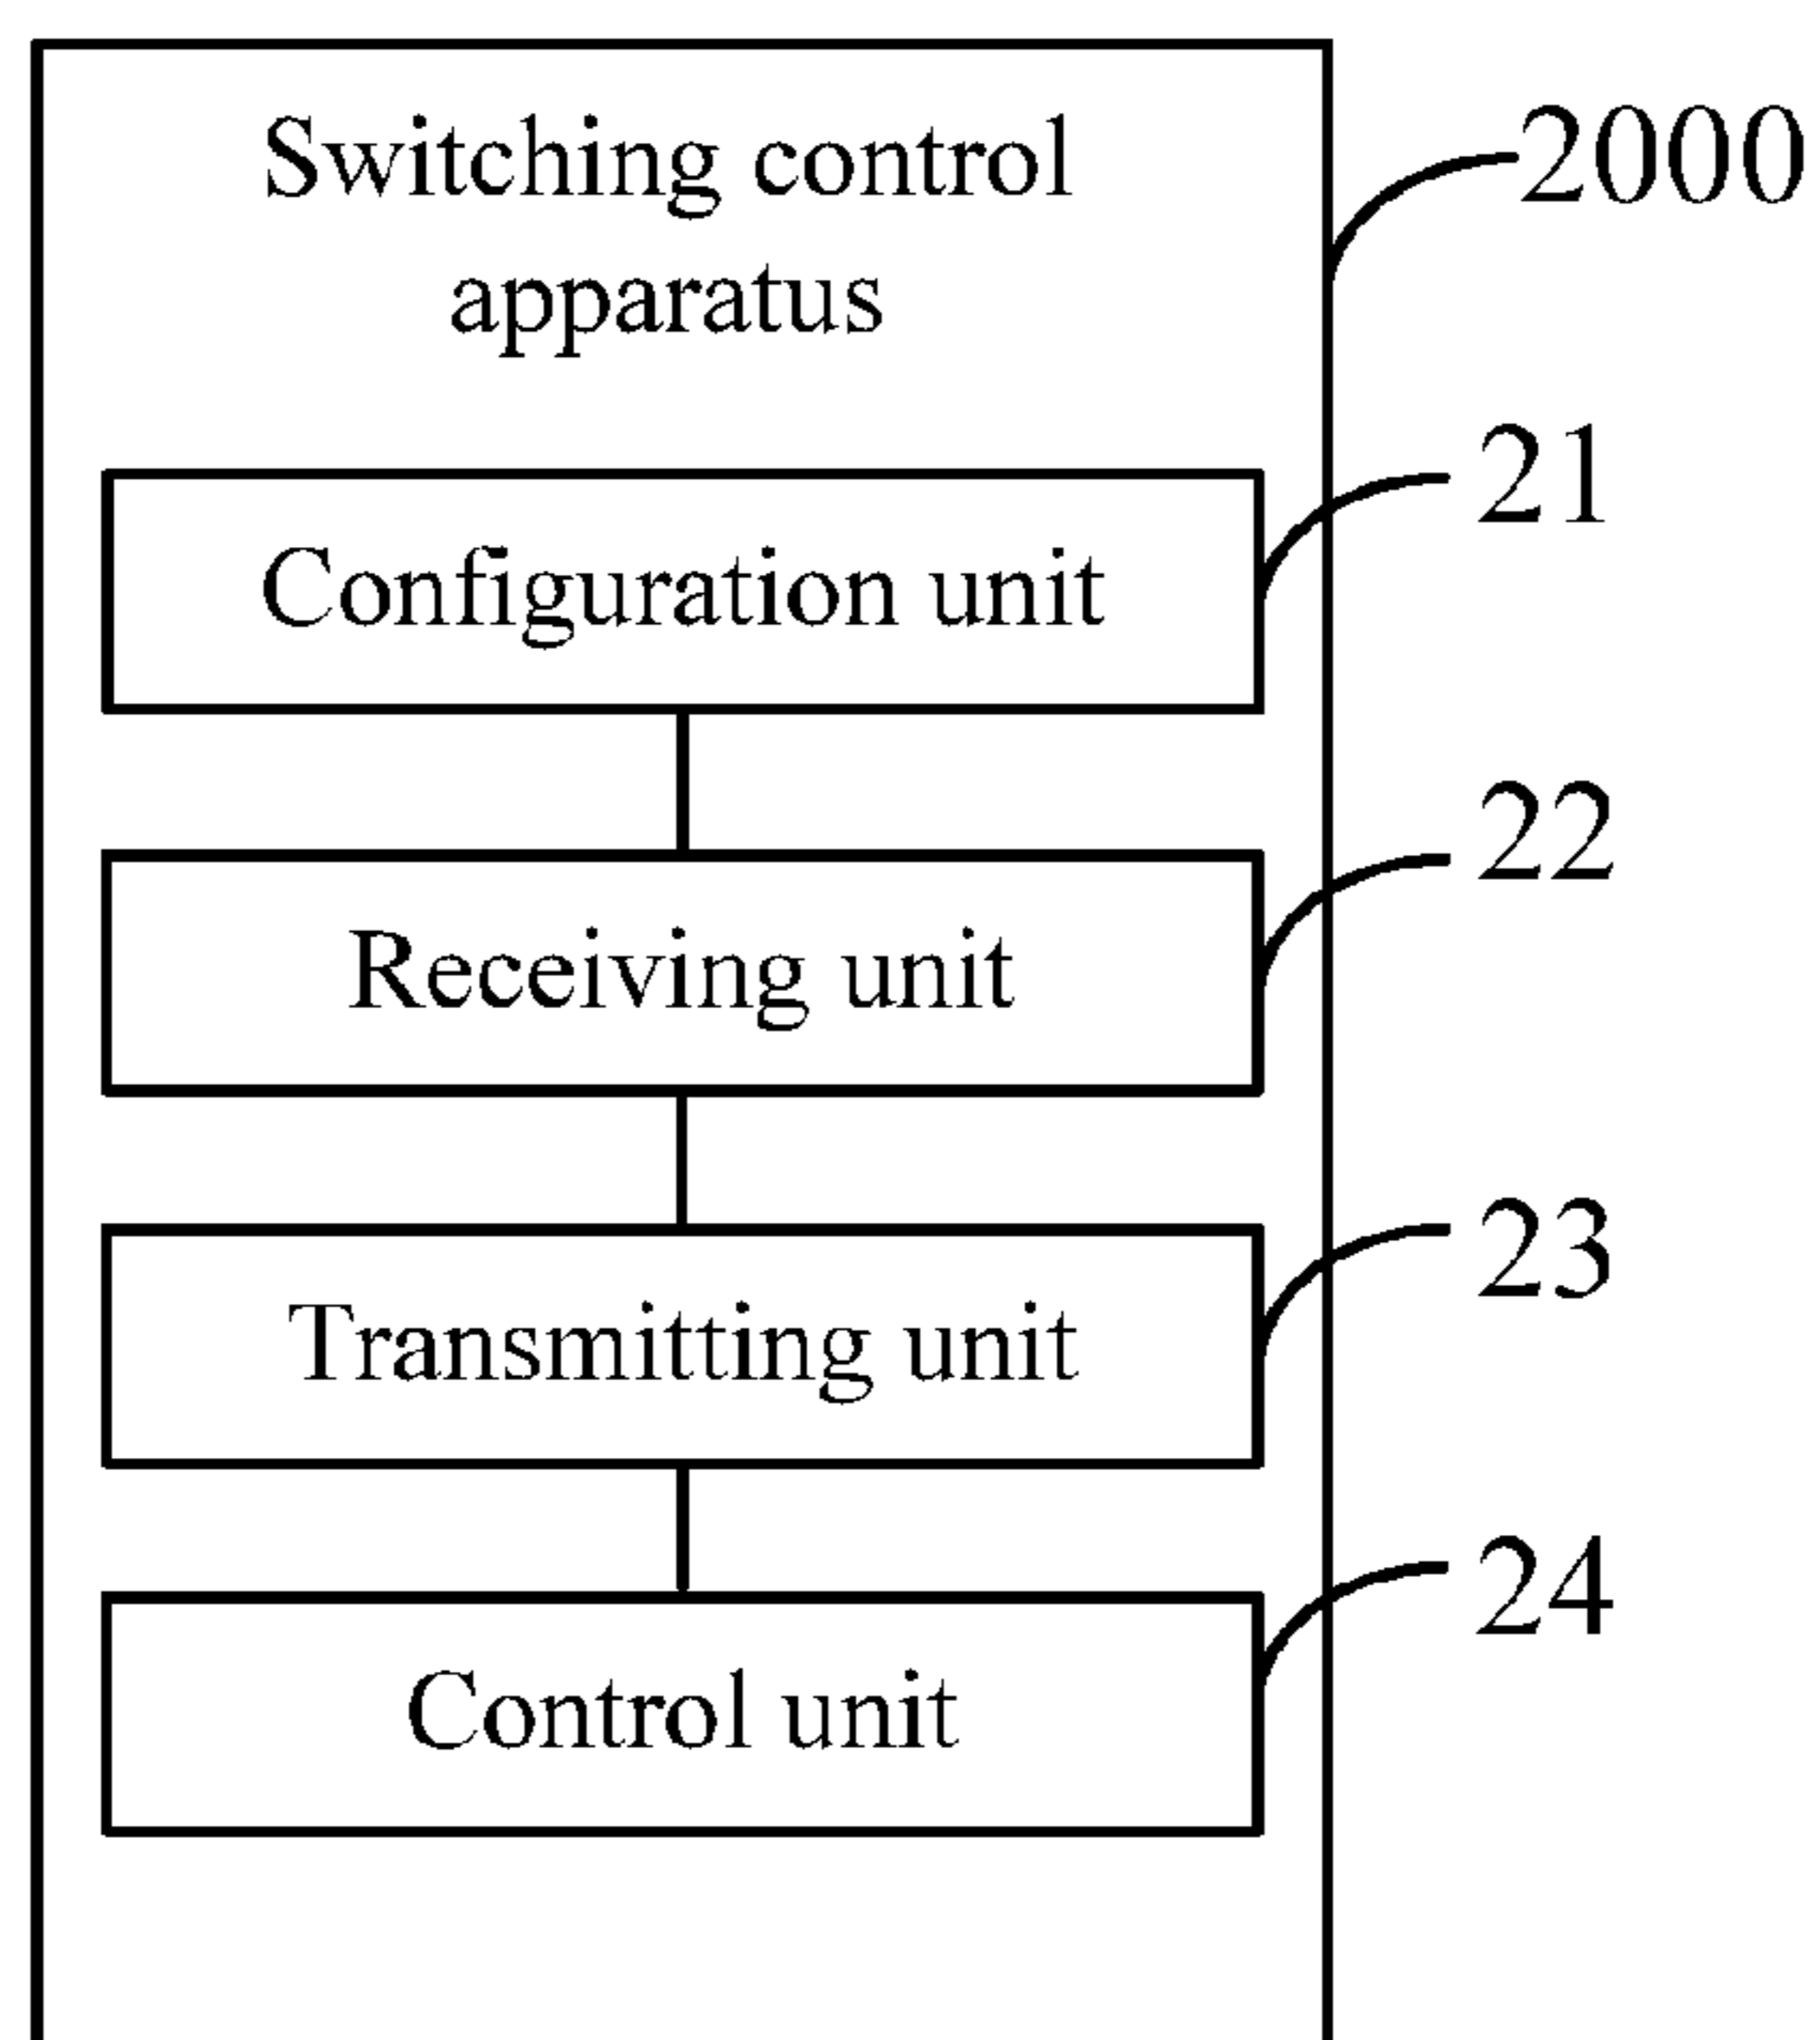 Switching control
apparatus
2000
Configuration unit
21
Receiving unit
22
Transmitting unit
23
Control unit
24